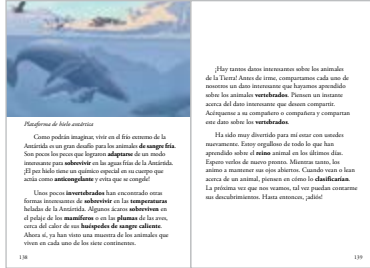 Plataforma de hielo antártica
Como podrán imaginar, vivir en el frío extremo de la
Antártida es un gran desafío para los animales de sangre fría.
Son pocos los peces que lograron adaptarse de un modo
interesante para sobrevivir en las aguas frías de la Antártida.
¡El pez hielo tiene un químico especial en su cuerpo que
actúa como anticongelante y evita que se congele!
Unos pocos invertebrados han encontrado otras
formas interesantes de sobrevivir en las temperaturas
heladas de la Antártida. Algunos ácaros sobreviven en
el pelaje de los mamíferos o en las plumas de las aves,
cerca del calor de sus huéspedes de sangre caliente.
Ahora sí, ya han visto una muestra de los animales que
viven en cada uno de los siete continentes.
138
¡Hay tantos datos interesantes sobre los animales
de la Tierra! Antes de irme, compartamos cada uno de
nosotros un dato interesante que hayamos aprendido
sobre los animales vertebrados. Piensen un instante
acerca del dato interesante que deseen compartir.
Acérquense a su compañero o compañera y compartan
este dato sobre los vertebrados.
Ha sido muy divertido para mí estar con ustedes
nuevamente. Estoy orgulloso de todo lo que han
aprendido sobre el reino animal en los últimos días.
Espero verlos de nuevo pronto. Mientras tanto, los
animo a mantener sus ojos abiertos. Cuando vean o lean
acerca de un animal, piensen en cómo lo clasificarían.
La próxima vez que nos veamos, tal vez puedan contarme
sus descubrimientos. Hasta entonces, ¡adiós!
139